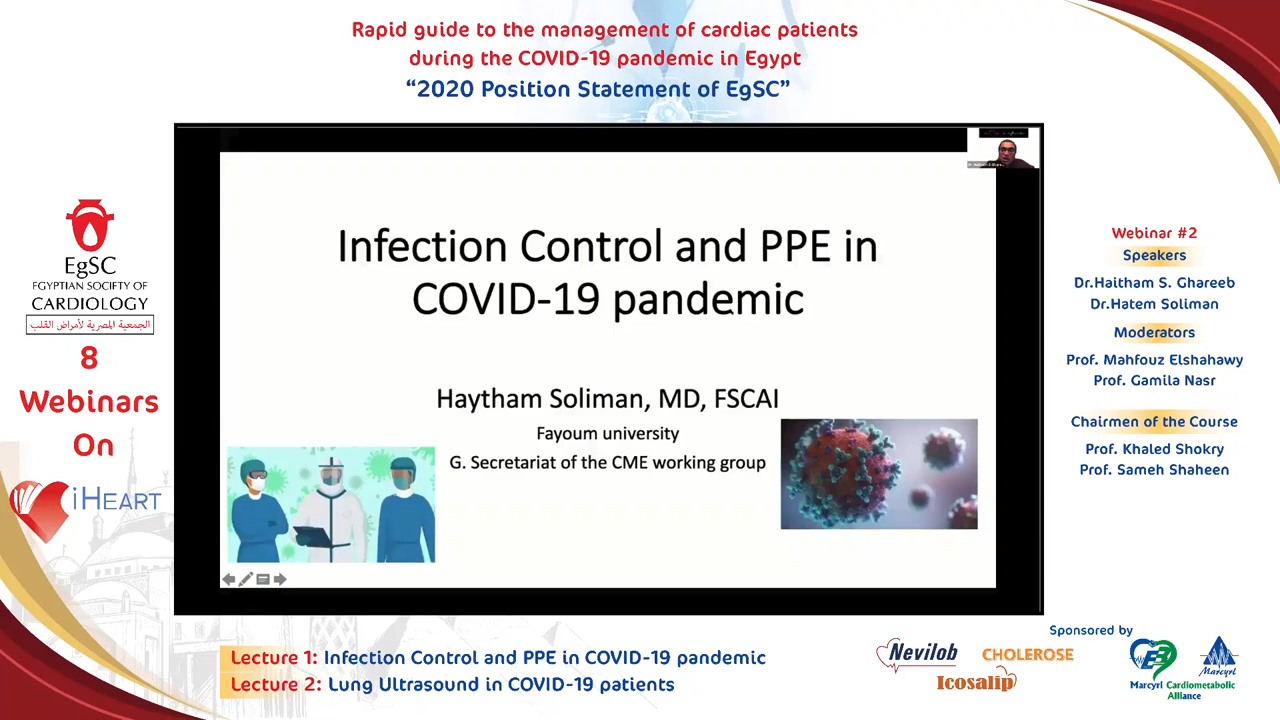 Rapid guide to the management of cardiac patients
during the COVID-19 pandemic in Egypt
“2020 Position Statement of EgSC”
EgSC
EGYPTIAN SOCIETY OF
CARDIOLOGY
الجمعية المصرية لأمراض القلب
8
Webinars
On
iHEART
Infection Control and PPE in
COVID-19 pandemic
Haytham Soliman, MD, FSCAI
Fayoum university
G. Secretariat of the CME working group
Webinar #2
Speakers
Dr.Haitham S. Ghareeb
Dr.Hatem Soliman
Moderators
Prof. Mahfouz Elshahawy
Prof. Gamila Nasr
Chairmen of the Course
Prof. Khaled Shokry
Prof. Sameh Shaheen
Lecture 1: Infection Control and PPE in COVID-19 pandemic
Lecture 2: Lung Ultrasound in COVID-19 patients
Sponsored by
Nevilob
CHOLEROSE
Icosalip
Marcyrl Cardiometabolic
Alliance
Marcyrl